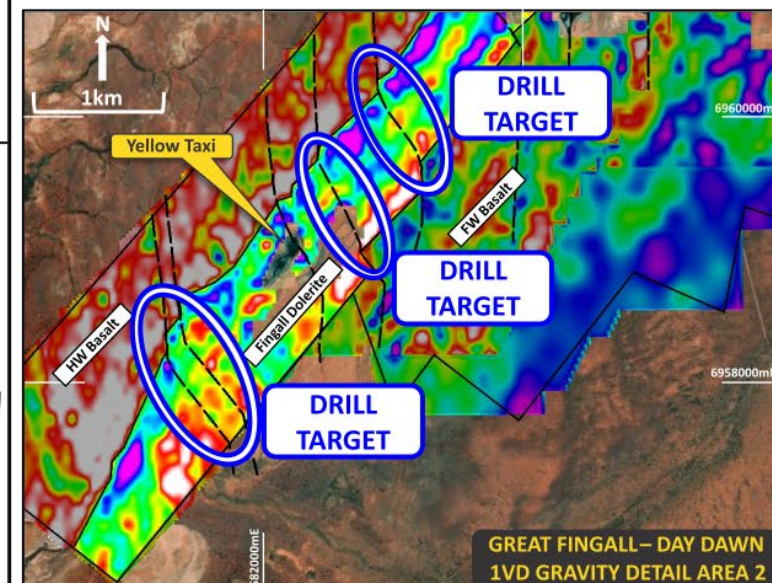 N
1km
DRILL
TARGET
6960000m
Yellow Taxi
FW Basalt
DRILL
TARGET
Fingall Dolerite
HW Basalt
6958000mN
DRILL
TARGET
582000mE
GREAT FINGALL – DAY DAWN
1VD GRAVITY DETAIL AREA 2